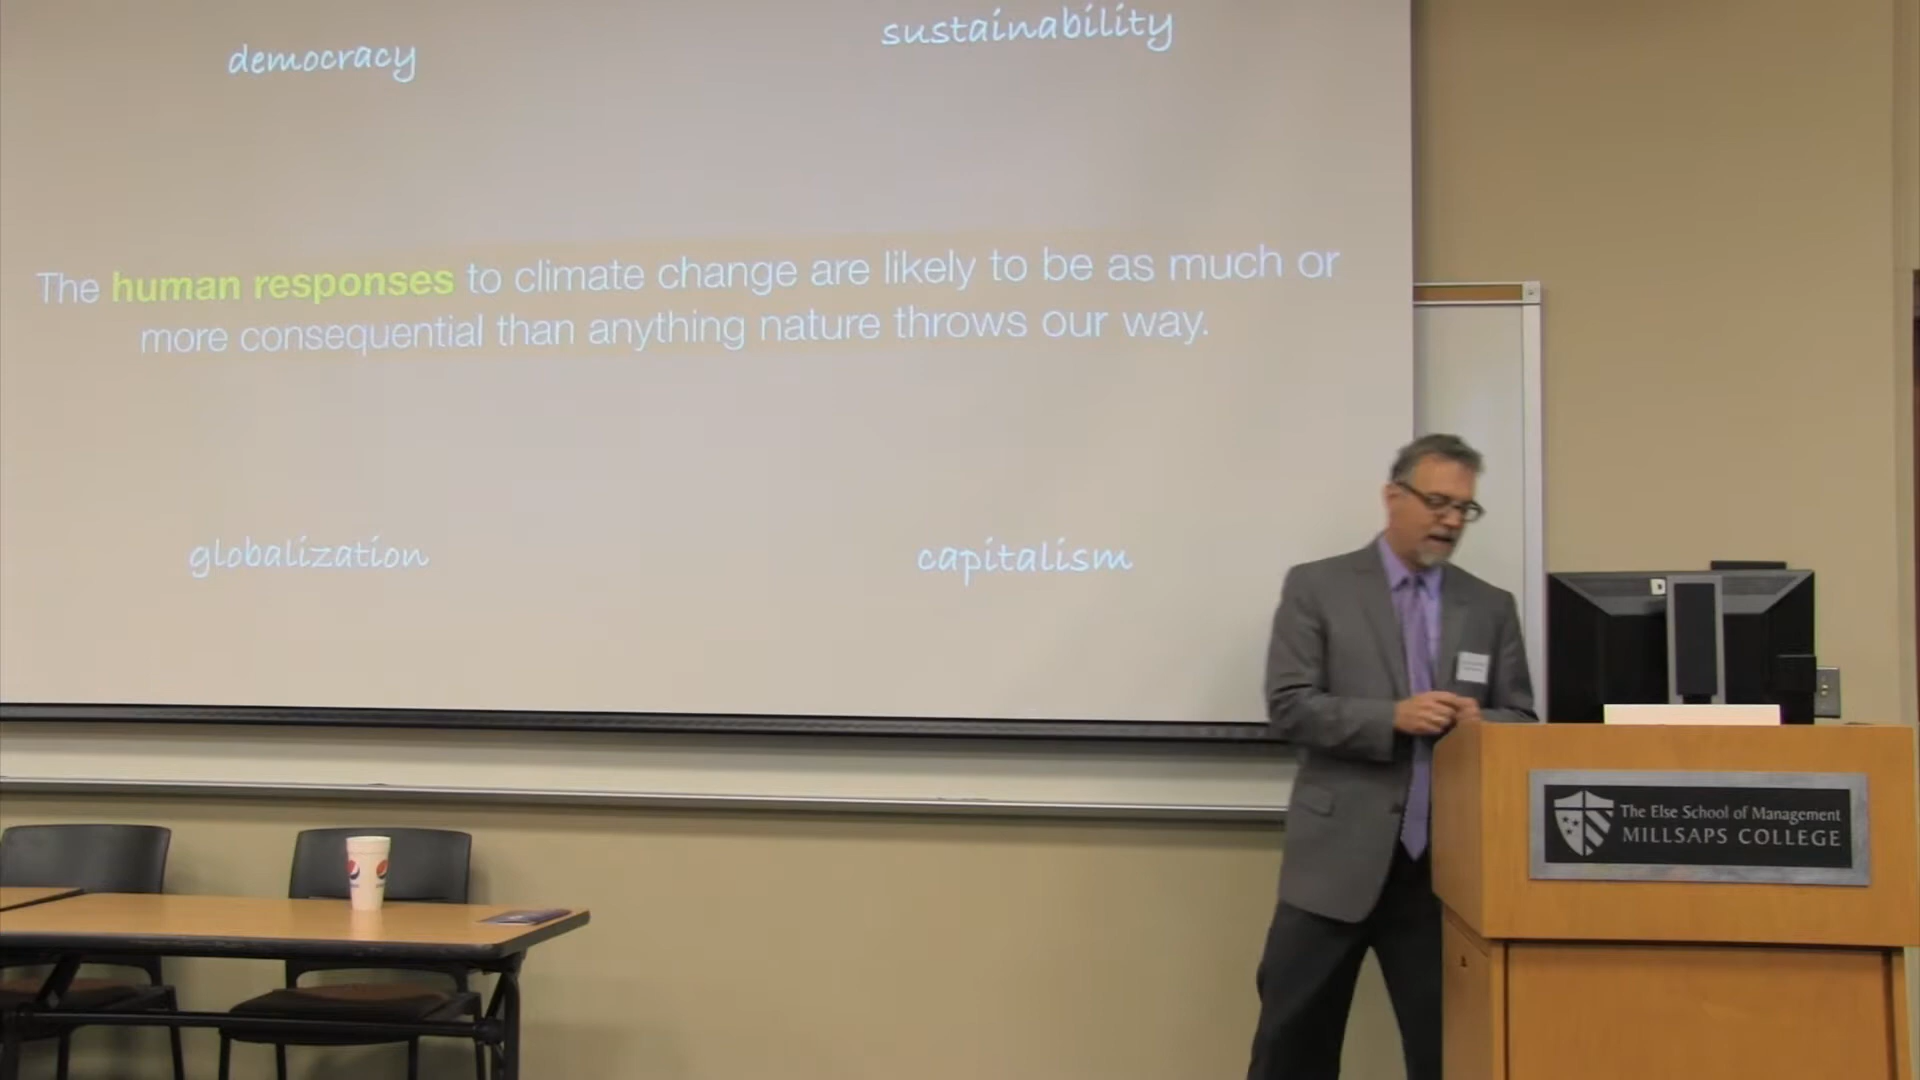 democracy
sustainability
The human responses to climate change are likely to be as much or
more consequential than anything nature throws our way.
globalization
capitalism
The Else School of Management
MILLSAPS COLLEGE